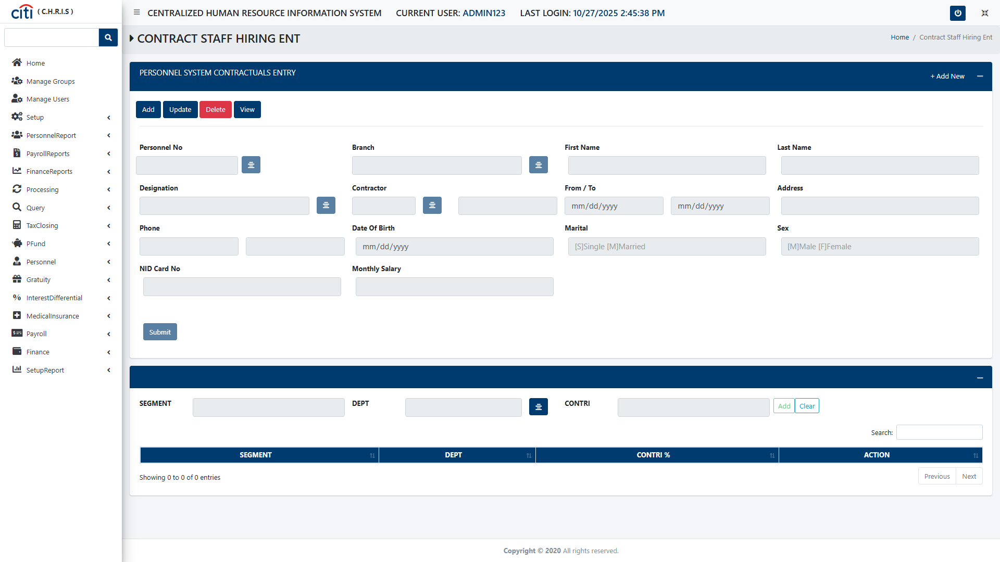 citi ( C.H.R.I.S )
CENTRALIZED HUMAN RESOURCE INFORMATION SYSTEM CURRENT USER: ADMIN123 LAST LOGIN: 10/27/2025 2:45:38 PM
CONTRACT STAFF HIRING ENT
Home / Contract Staff Hiring Ent
Home
Manage Groups
Manage Users
Setup
PersonnelReport
PayrollReports
FinanceReports
Processing
Query
TaxClosing
PFund
Personnel
Gratuity
InterestDifferential
MedicalInsurance
Payroll
Finance
SetupReport
PERSONNEL SYSTEM CONTRACTUALS ENTRY
+ Add New
Add Update Delete View
Personnel No Branch First Name Last Name
Designation Contractor From / To Address
mm/dd/yyyy mm/dd/yyyy
Phone Date Of Birth Marital Sex
mm/dd/yyyy [S]Single [M]Married [M]Male [F]Female
NID Card No Monthly Salary
Submit
SEGMENT DEPT CONTRI Add Clear
Search:
SEGMENT DEPT CONTRI % ACTION
Showing 0 to 0 of 0 entries
Previous Next
Copyright © 2020 All rights reserved.